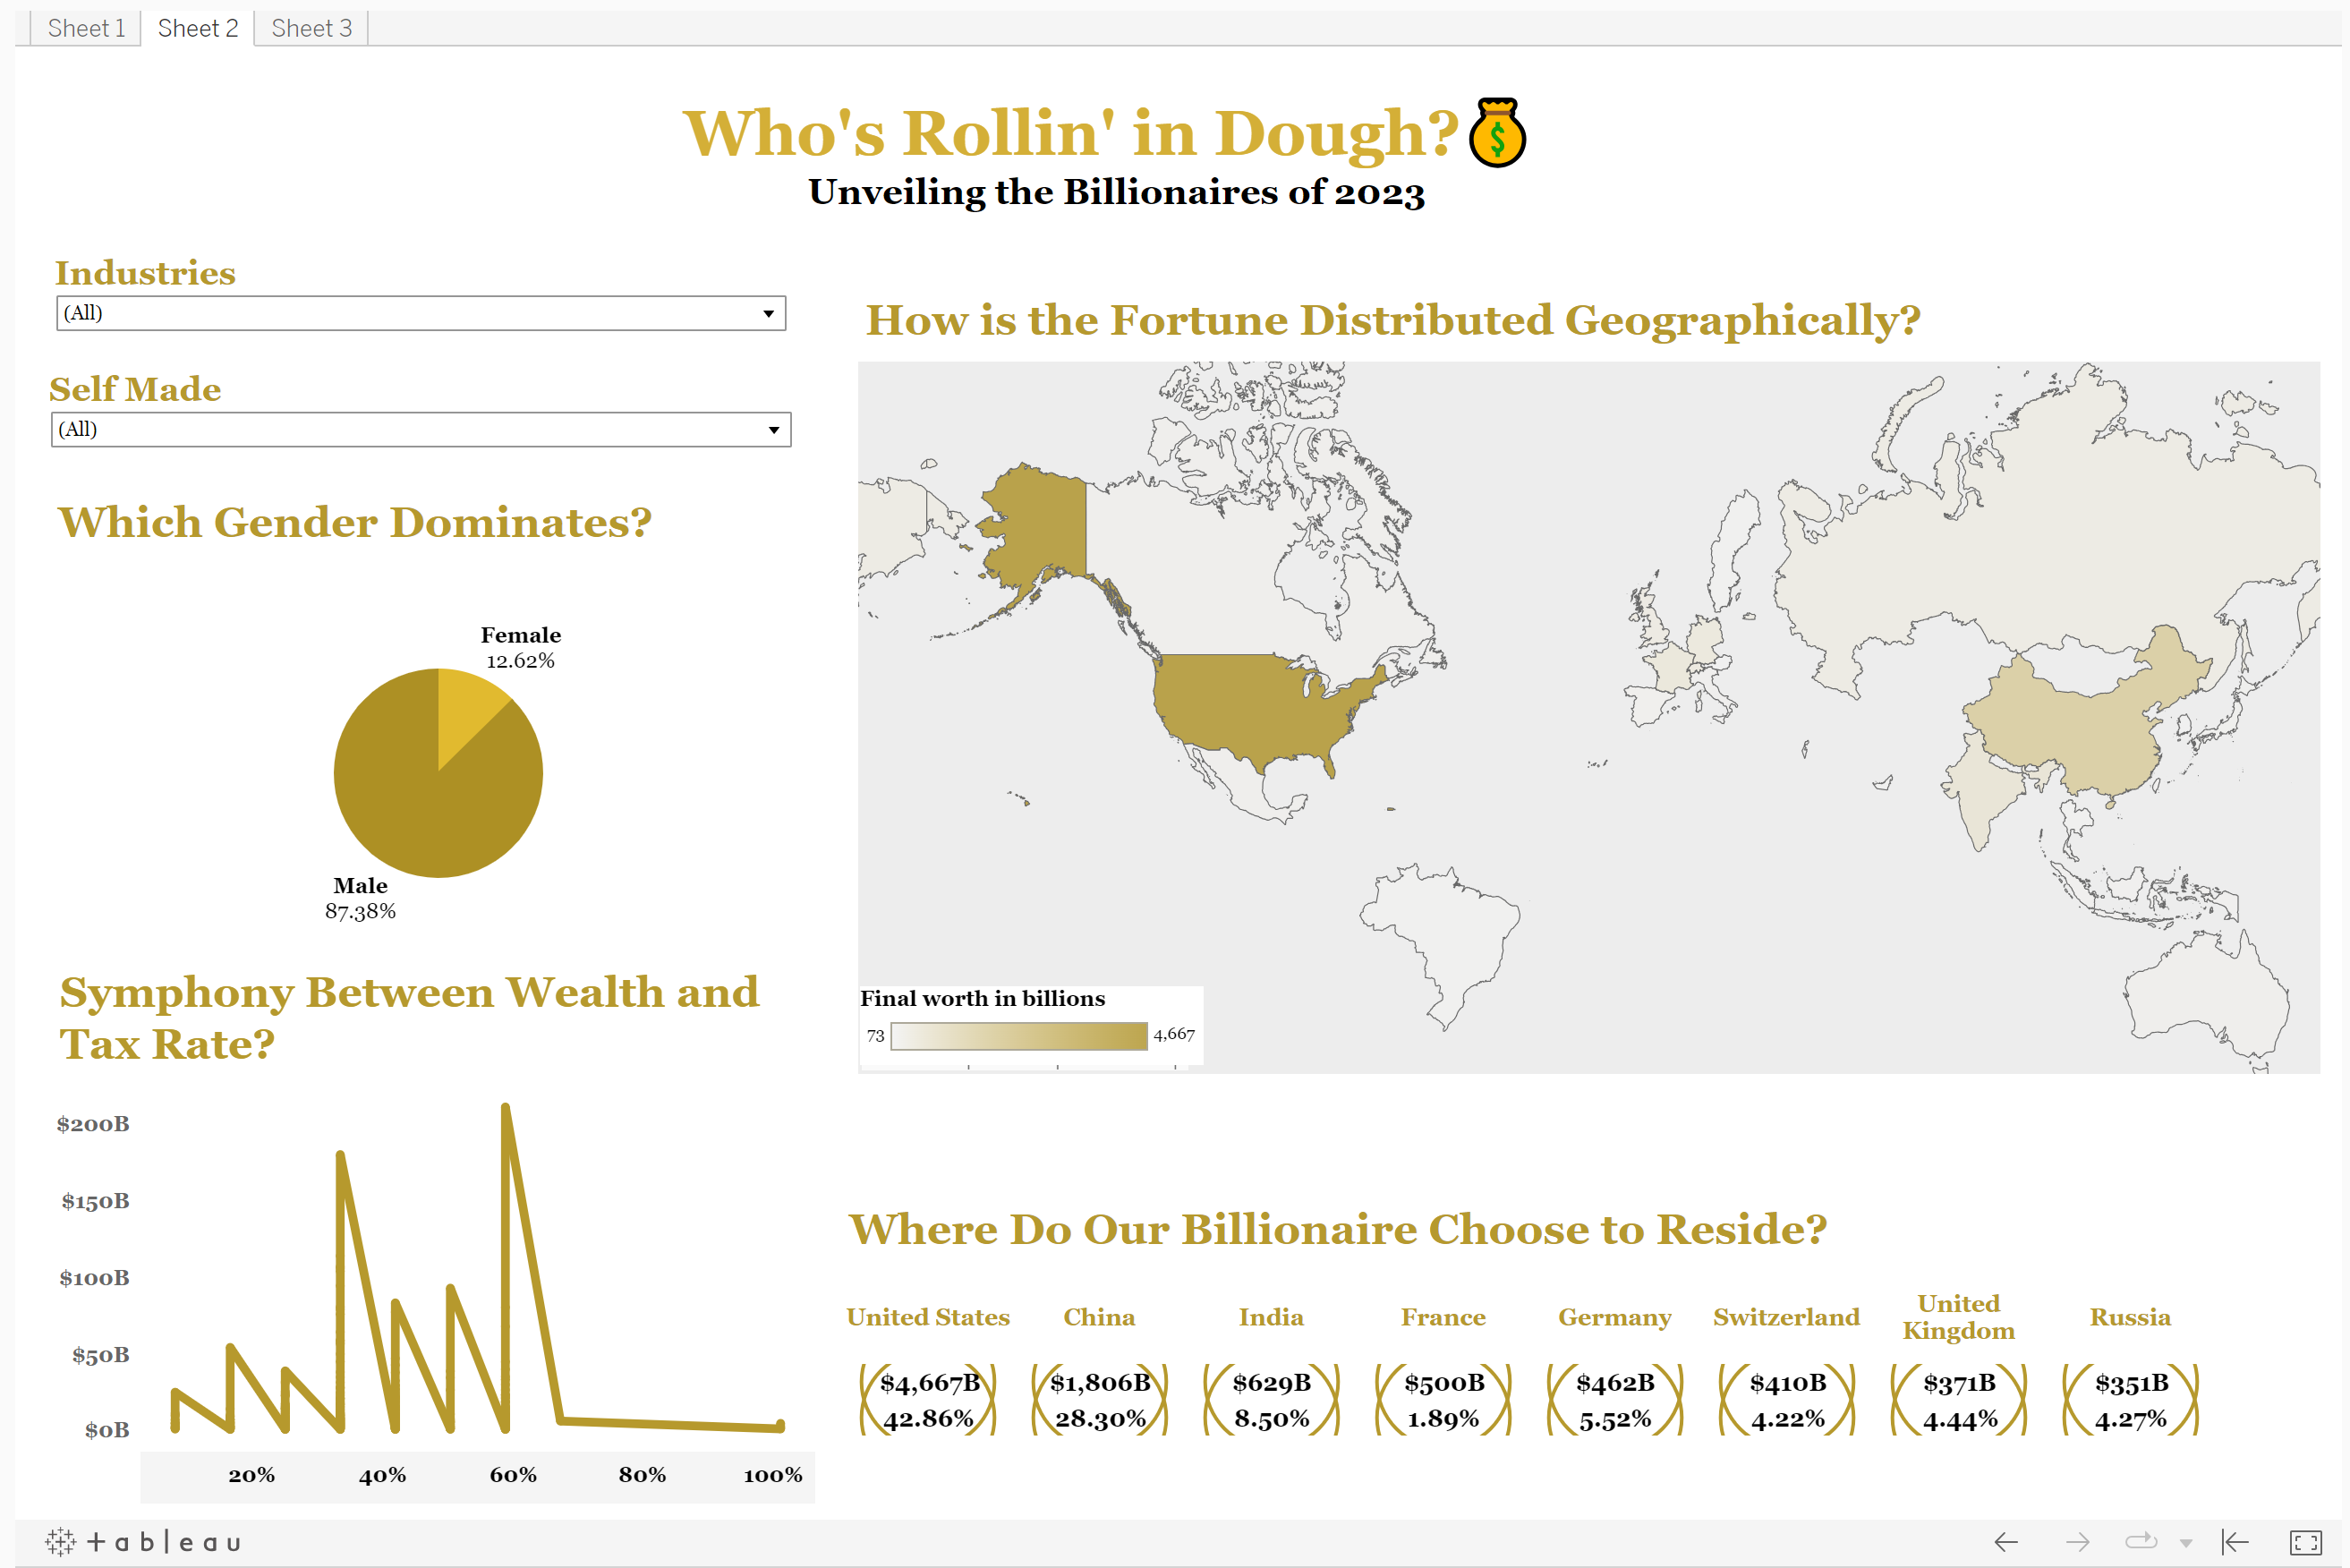 Sheet 1 Sheet 2 Sheet 3
Who's Rollin' in Dough?
$
Unveiling the Billionaires of 2023
Industries
(All)
Self Made
(All)
Which Gender Dominates?
Female
12.62%
Male
87.38%
Symphony Between Wealth and
Tax Rate?
$200B
$150B
$100B
$50B
$0B
20% 40% 60% 80% 100%
How is the Fortune Distributed Geographically?
Final worth in billions
73 4,667
Where Do Our Billionaire Choose to Reside?
United States China India France Germany Switzerland United Kingdom Russia
$4,667B $1,806B $629B $500B $462B $410B $371B $351B
42.86% 28.30% 8.50% 1.89% 5.52% 4.22% 4.44% 4.27%
+ableau